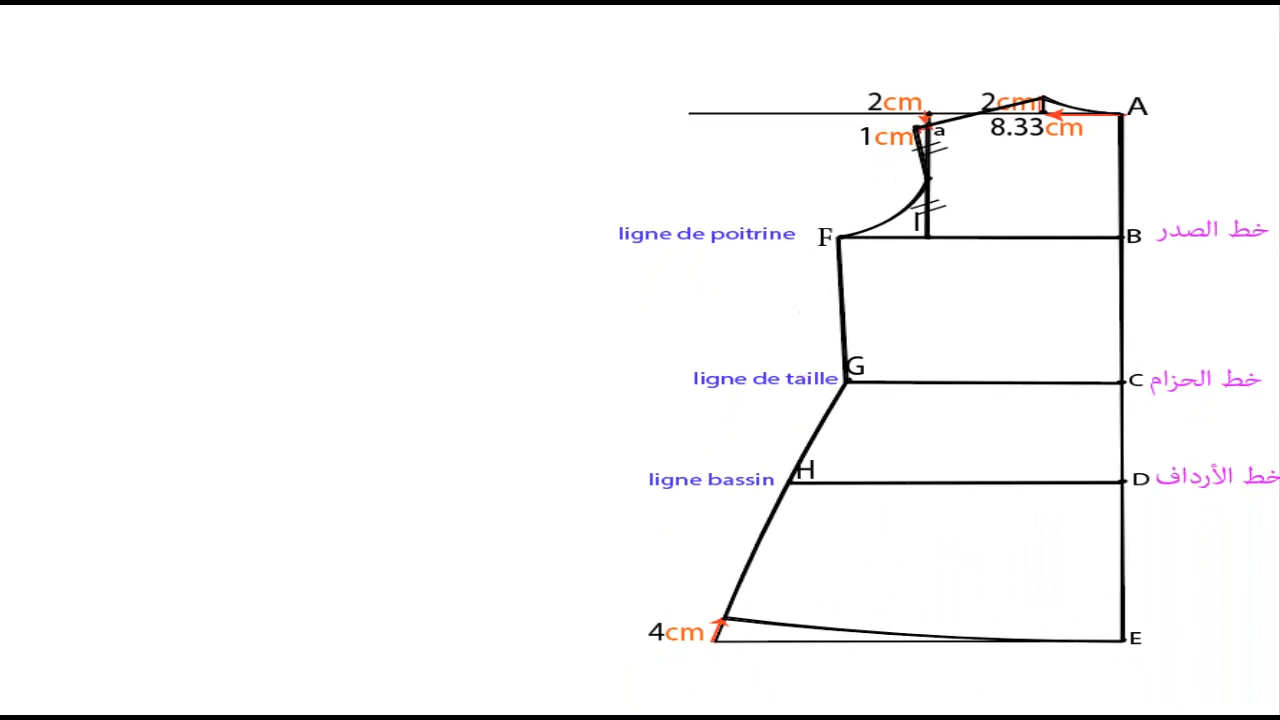 2cm 2cm A
1cm a 8.33cm
I
ligne de poitrine F B خط الصدر
G
ligne de taille C خط الحزام
H
ligne bassin D خط الأرداف
4cm E